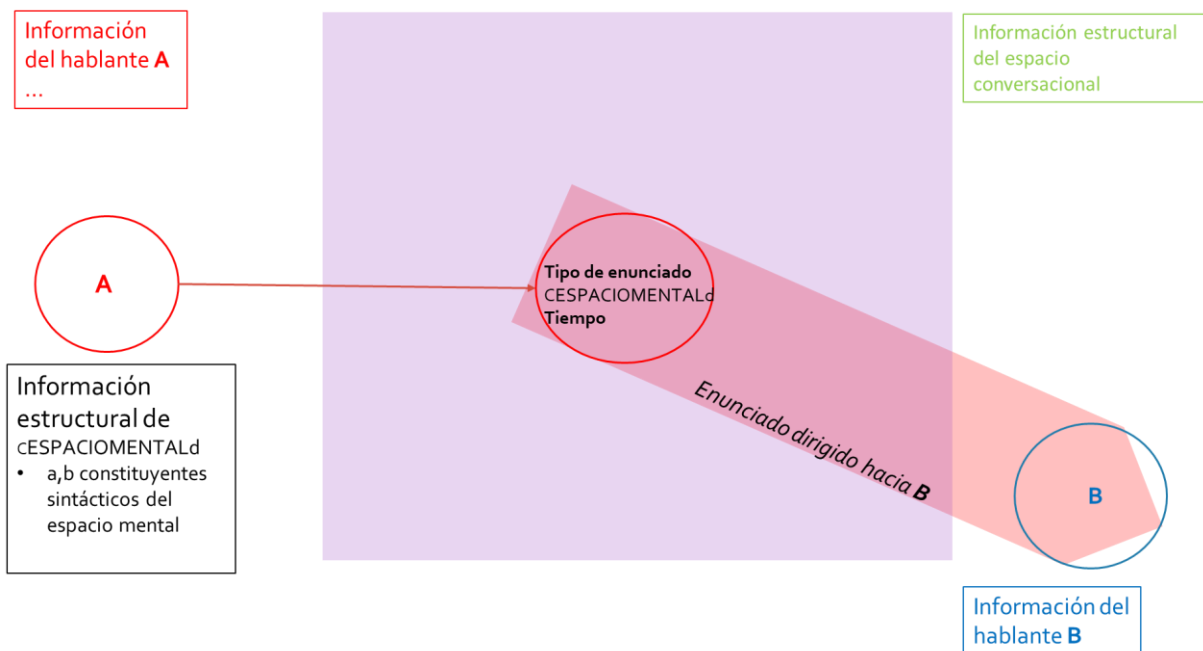 Información
del hablante A
...
Información estructural
del espacio
conversacional
A
Tipo de enunciado
CESPACIOMENTALd
Tiempo
Enunciado dirigido hacia B
Información
estructural de
CESPACIOMENTALd
• a,b constituyentes
sintácticos del
espacio mental
B
Información del
hablante B